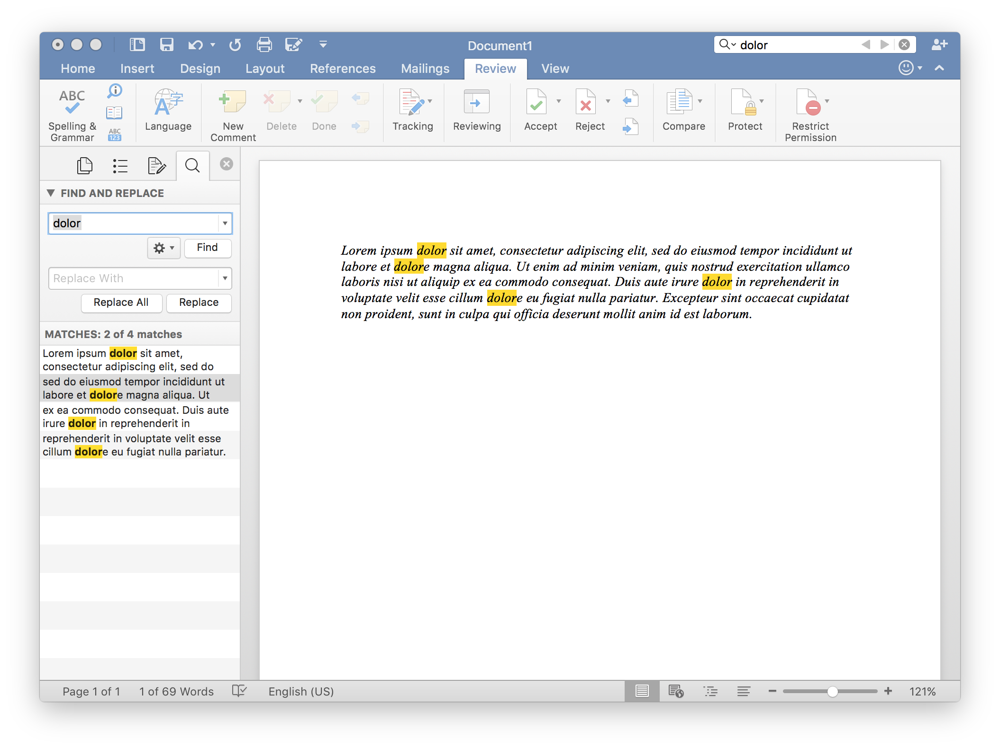 Document1
dolor
Home Insert Design Layout References Mailings Review View
ABC
Spelling &
Grammar
ABC
123
A字
Language
New
Comment
Delete
Done
Tracking
Reviewing
Accept
Reject
Compare
Protect
Restrict
Permission
FIND AND REPLACE
dolor
Find
Replace With
Replace All
Replace
MATCHES: 2 of 4 matches
Lorem ipsum dolor sit amet,
consectetur adipiscing elit, sed do
sed do eiusmod tempor incididunt ut
labore et dolore magna aliqua. Ut
ex ea commodo consequat. Duis aute
irure dolor in reprehenderit in
reprehenderit in voluptate velit esse
cillum dolore eu fugiat nulla pariatur.
Lorem ipsum dolor sit amet, consectetur adipiscing elit, sed do eiusmod tempor incididunt ut
labore et dolore magna aliqua. Ut enim ad minim veniam, quis nostrud exercitation ullamco
laboris nisi ut aliquip ex ea commodo consequat. Duis aute irure dolor in reprehenderit in
voluptate velit esse cillum dolore eu fugiat nulla pariatur. Excepteur sint occaecat cupidatat
non proident, sunt in culpa qui officia deserunt mollit anim id est laborum.
Page 1 of 1 1 of 69 Words English (US) 121%